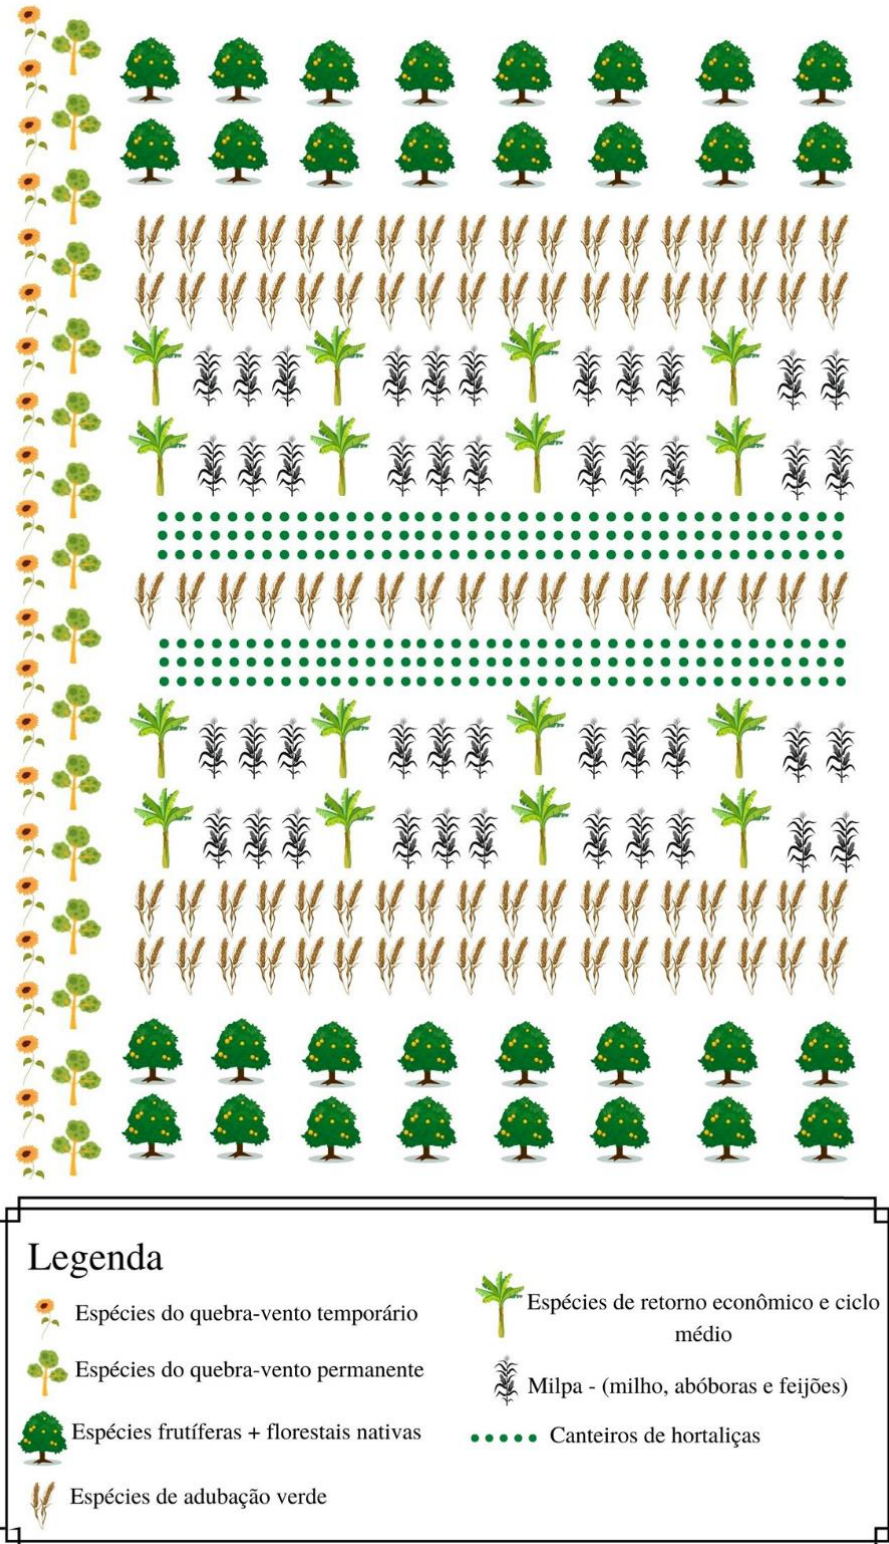 Legenda
Espécies do quebra-vento temporário
Espécies do quebra-vento permanente
Espécies frutíferas + florestais nativas
Espécies de adubação verde
Espécies de retorno econômico e ciclo
médio
Milpa - (milho, abóboras e feijões)
Canteiros de hortaliças